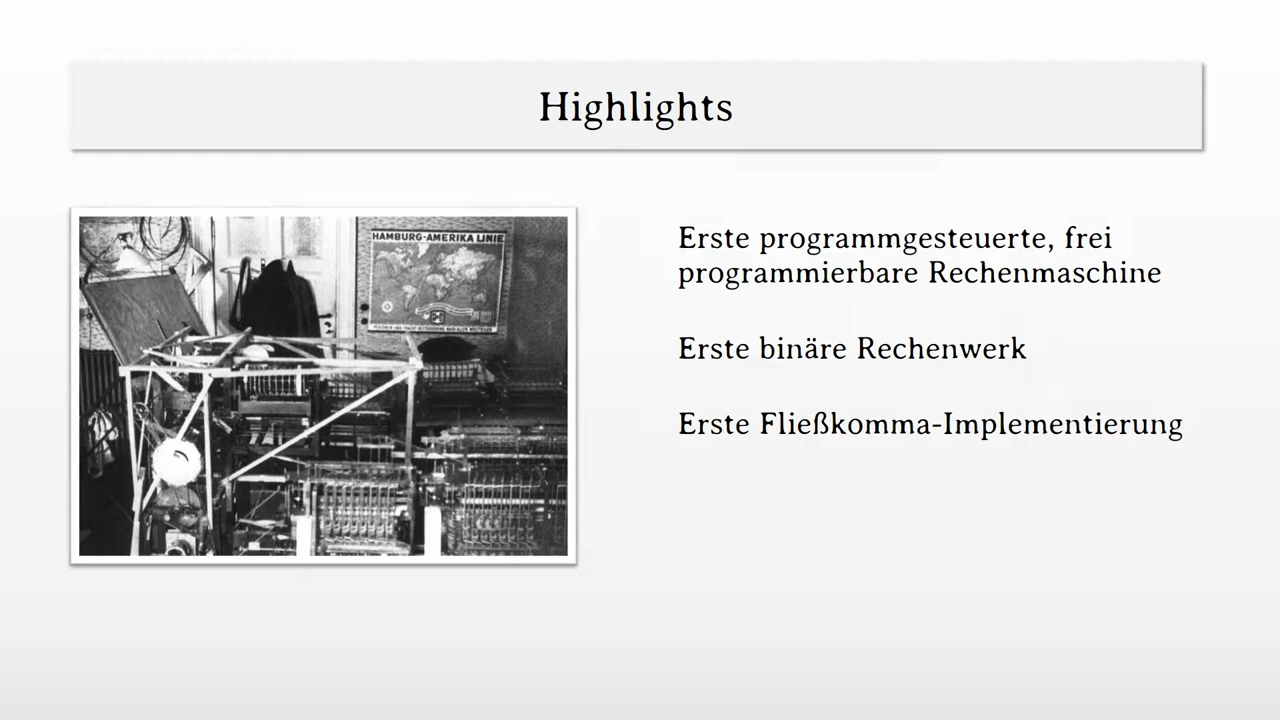 Highlights
HAMBURG-AMERIKA LINIE
Erste programmgesteuerte, frei
programmierbare Rechenmaschine
Erste binäre Rechenwerk
Erste Fließkomma-Implementierung